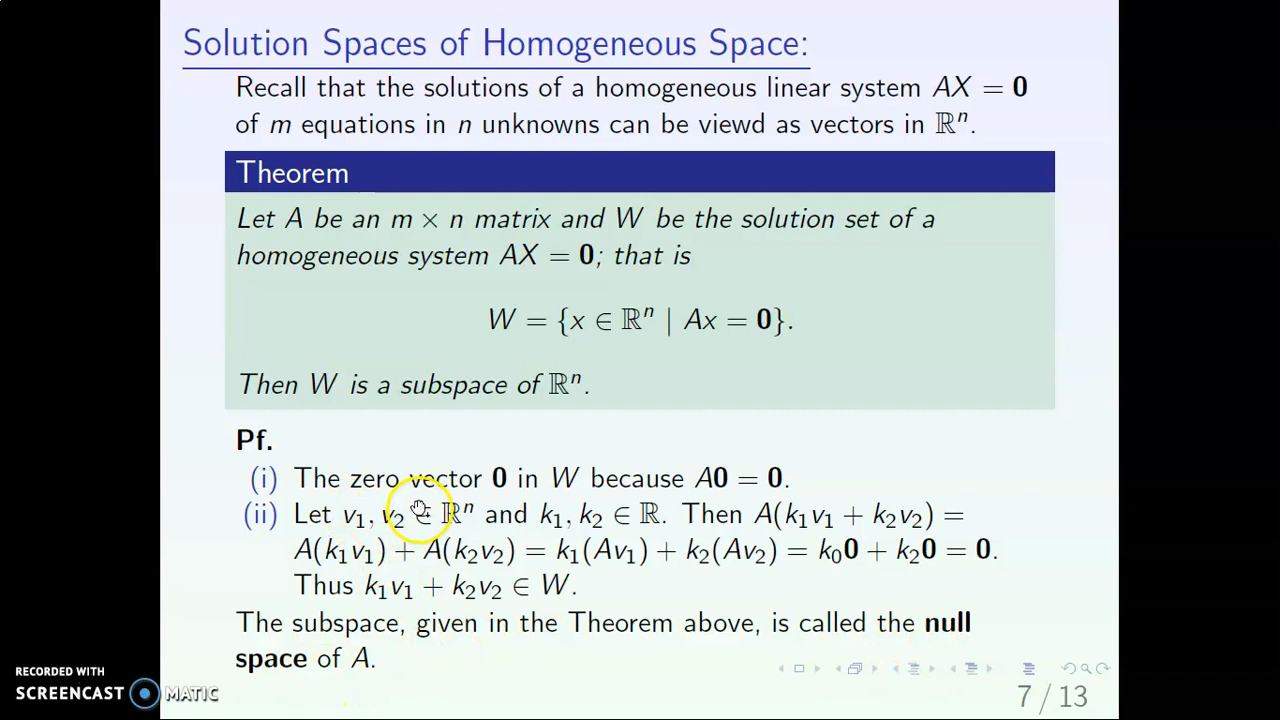 Solution Spaces of Homogeneous Space:
Recall that the solutions of a homogeneous linear system AX = 0
of m equations in n unknowns can be viewd as vectors in ℝⁿ.
Theorem
Let A be an m × n matrix and W be the solution set of a
homogeneous system AX = 0; that is
W = {x ∈ ℝⁿ | Ax = 0}.
Then W is a subspace of ℝⁿ.
Pf.
(i) The zero vector 0 in W because A0 = 0.
(ii) Let v₁, v₂ ∈ ℝⁿ and k₁, k₂ ∈ ℝ. Then A(k₁v₁ + k₂v₂) =
A(k₁v₁) + A(k₂v₂) = k₁(Av₁) + k₂(Av₂) = k₀0 + k₂0 = 0.
Thus k₁v₁ + k₂v₂ ∈ W.
The subspace, given in the Theorem above, is called the null
space of A.
7 / 13
RECORDED WITH
SCREENCAST MATIC